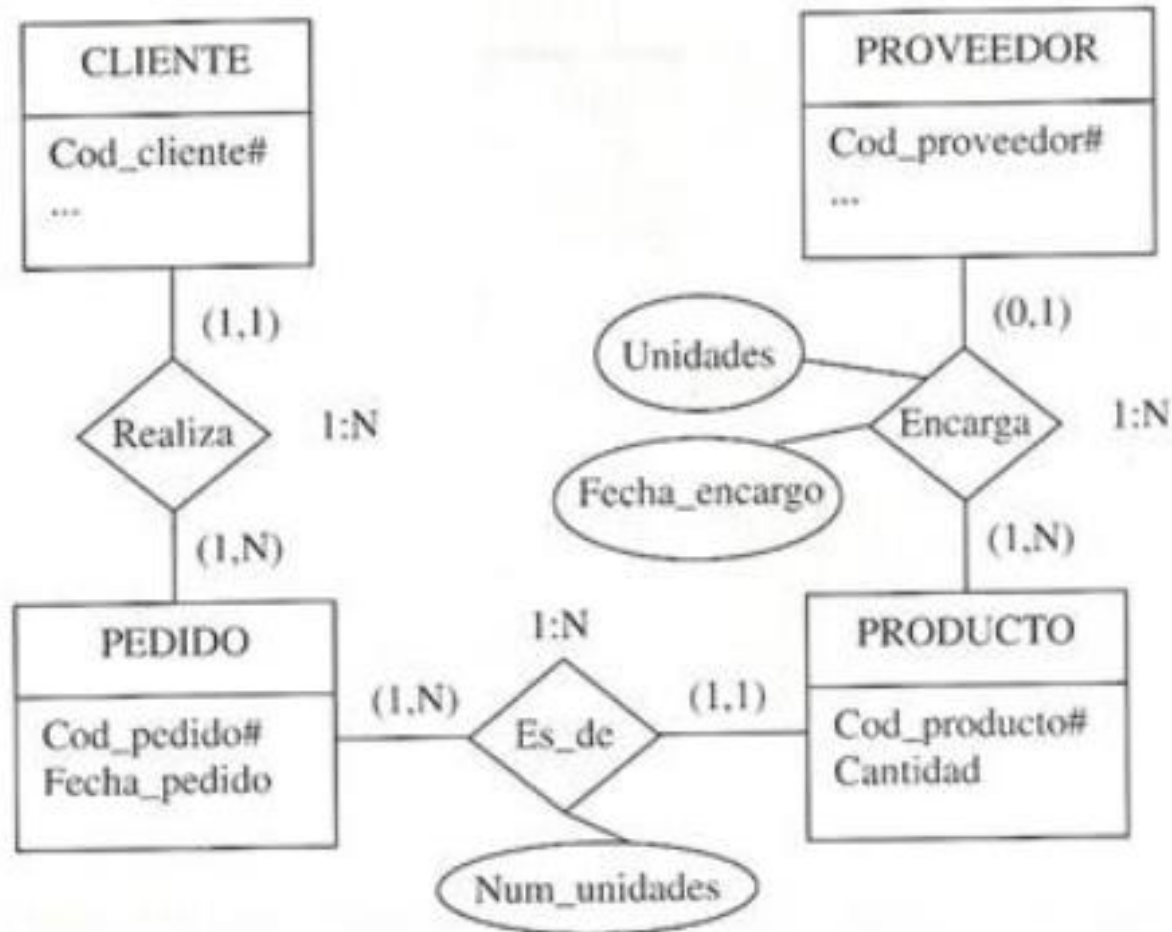 CLIENTE
Cod_cliente#
...
PROVEEDOR
Cod_proveedor#
...
(1,1)
(0,1)
Unidades
Realiza
1:N
Encarga
1:N
Fecha_encargo
(1,N)
(1,N)
PEDIDO
Cod_pedido#
Fecha_pedido
1:N
(1,N)
Es_de
(1,1)
PRODUCTO
Cod_producto#
Cantidad
Num_unidades